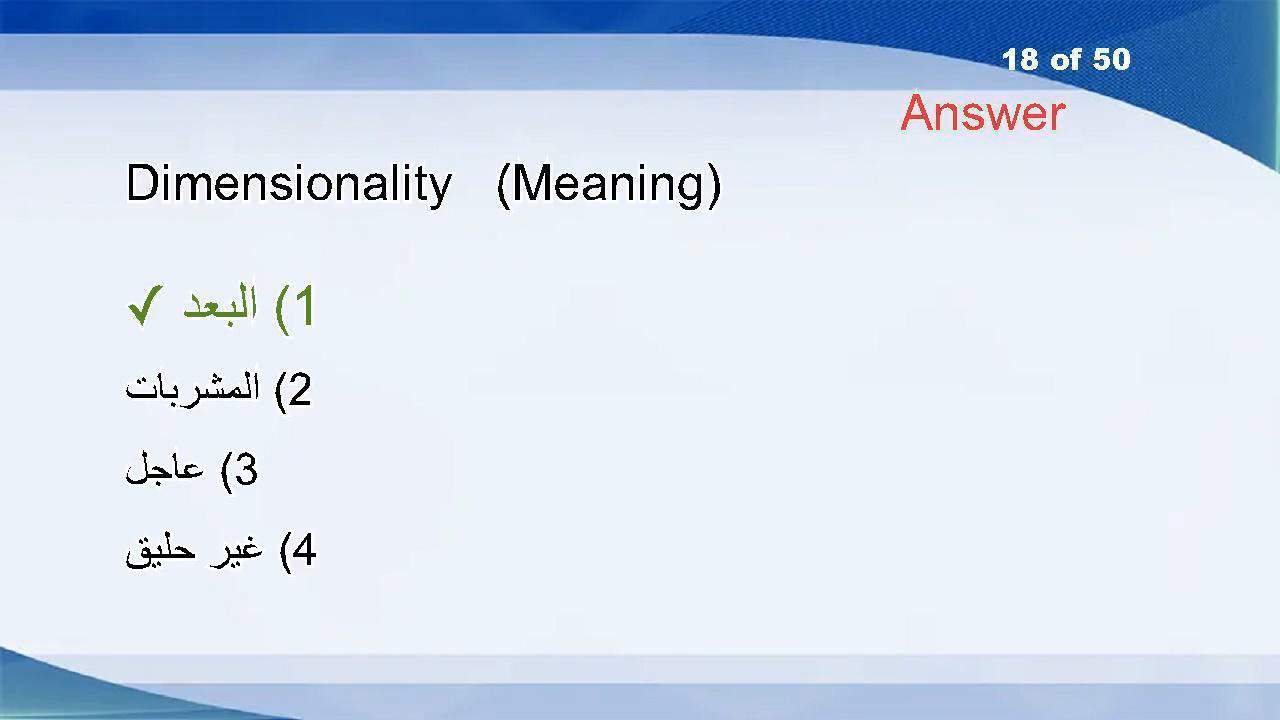 18 of 50
Answer
Dimensionality (Meaning)
1) البعد ✓
2) المشربات
3) عاجل
4) غير حليق